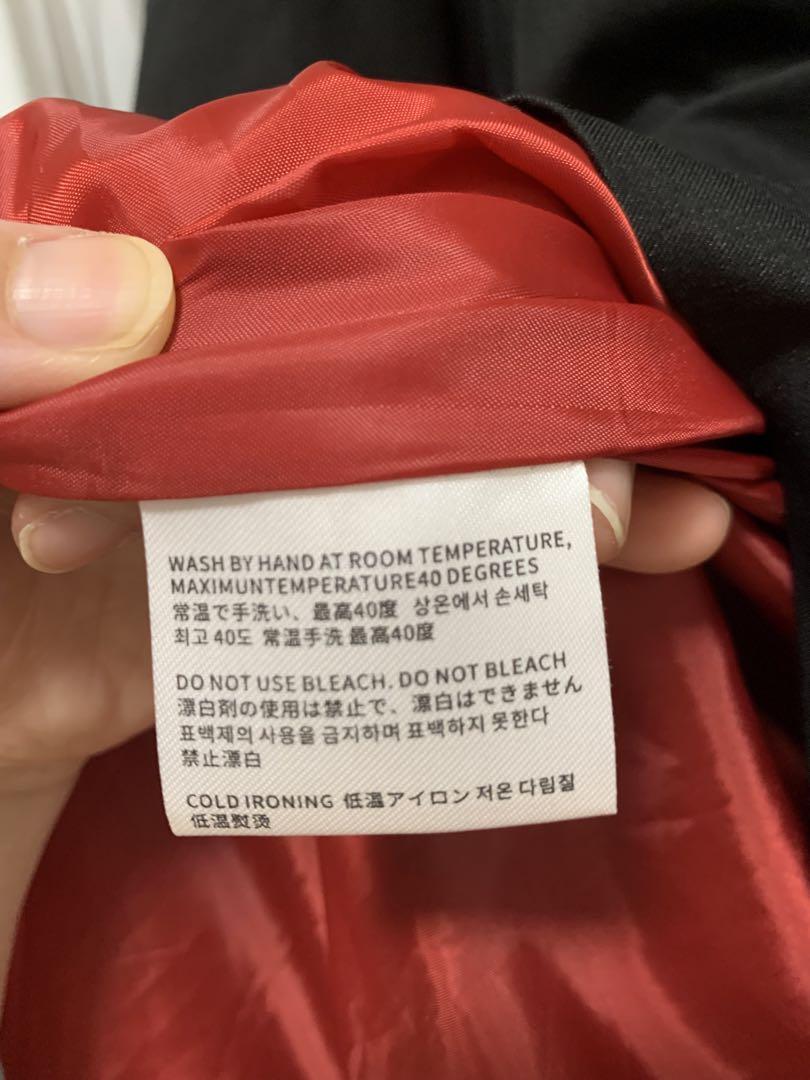 WASH BY HAND AT ROOM TEMPERATURE,
MAXIMUNTEMPERATURE40 DEGREES
常温で手洗い、最高40度 상온에서 손세탁
최고 40도 常温手洗 最高40度
DO NOT USE BLEACH. DO NOT BLEACH
漂白剤の使用は禁止で、漂白はできません
표백제의 사용을 금지하며 표백하지 못한다
禁止漂白
COLD IRONING 低温アイロン 저온 다림질
低温熨烫